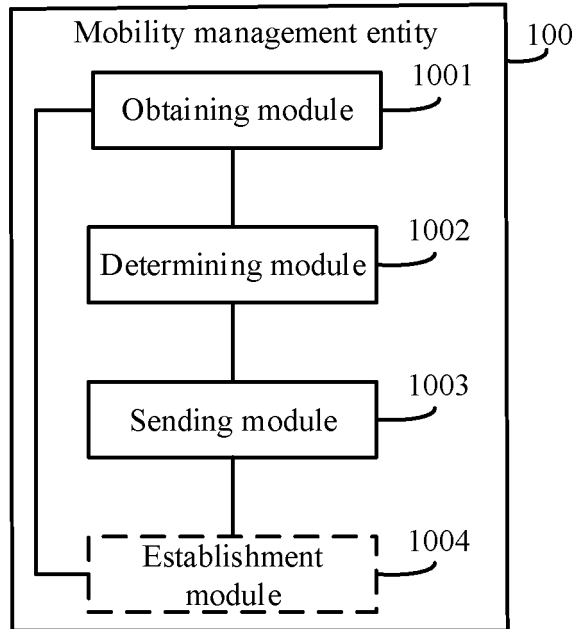 Mobility management entity
100
Obtaining module
1001
Determining module
1002
Sending module
1003
Establishment
module
1004